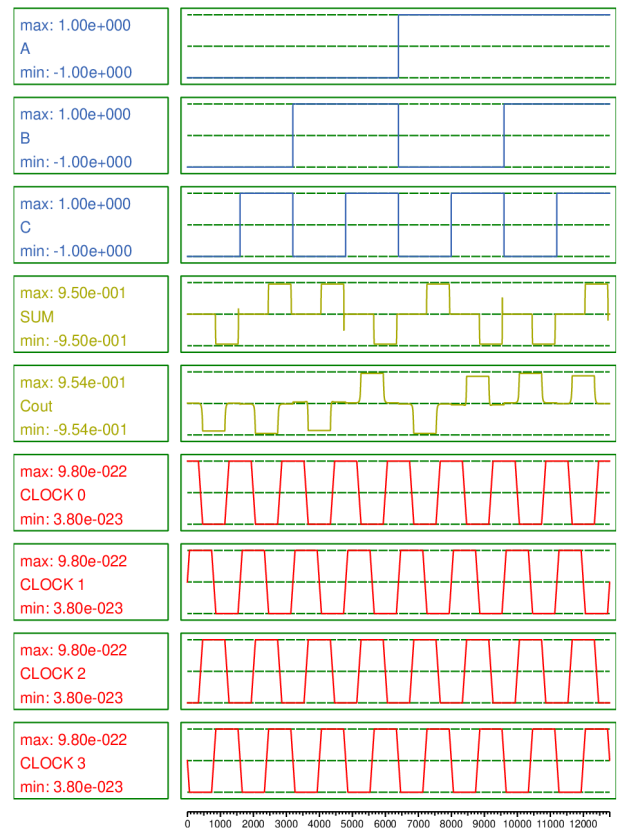 max: 1.00e+000
A
min: -1.00e+000
max: 1.00e+000
B
min: -1.00e+000
max: 1.00e+000
C
min: -1.00e+000
max: 9.50e-001
SUM
min: -9.50e-001
max: 9.54e-001
Cout
min: -9.54e-001
max: 9.80e-022
CLOCK 0
min: 3.80e-023
max: 9.80e-022
CLOCK 1
min: 3.80e-023
max: 9.80e-022
CLOCK 2
min: 3.80e-023
max: 9.80e-022
CLOCK 3
min: 3.80e-023
0 1000 2000 3000 4000 5000 6000 7000 8000 9000 10000 11000 12000